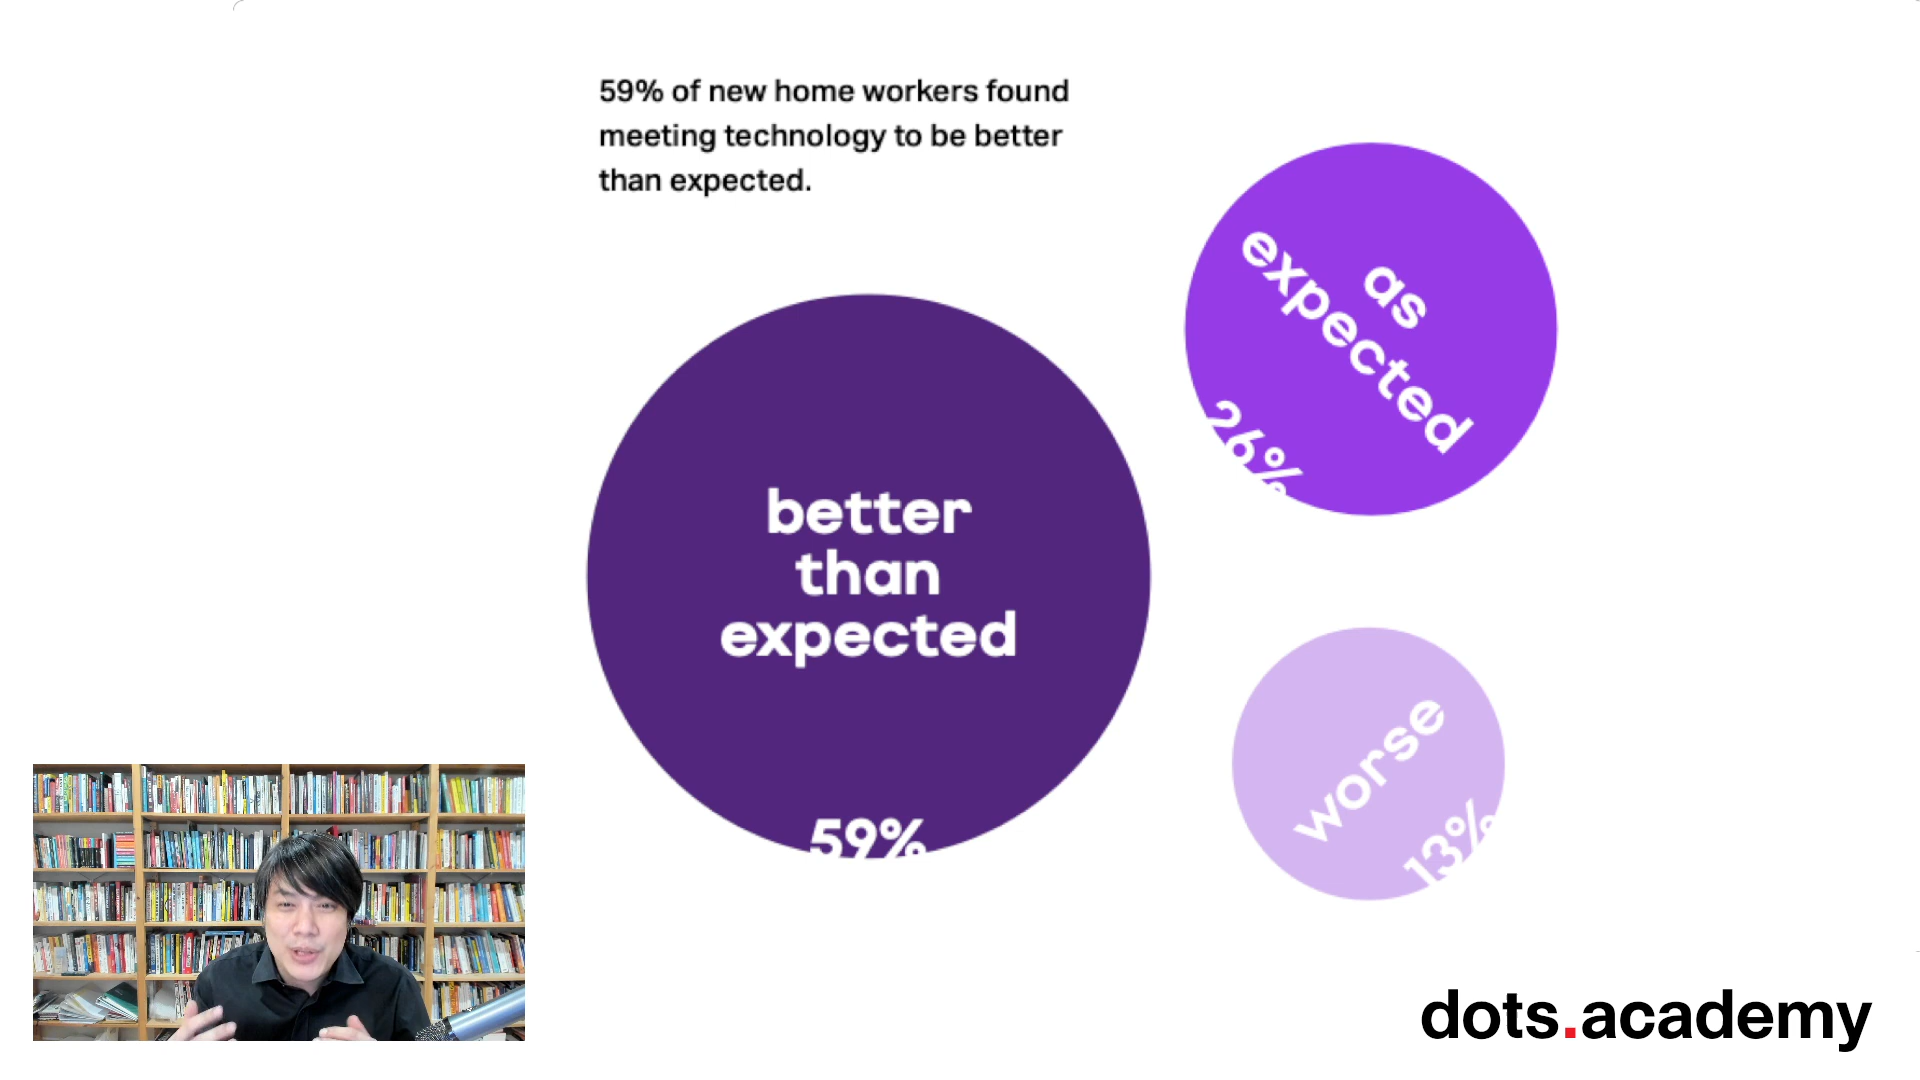 59% of new home workers found
meeting technology to be better
than expected.
better
than
expected
59%
as
expected
26%
worse
13%
dots.academy